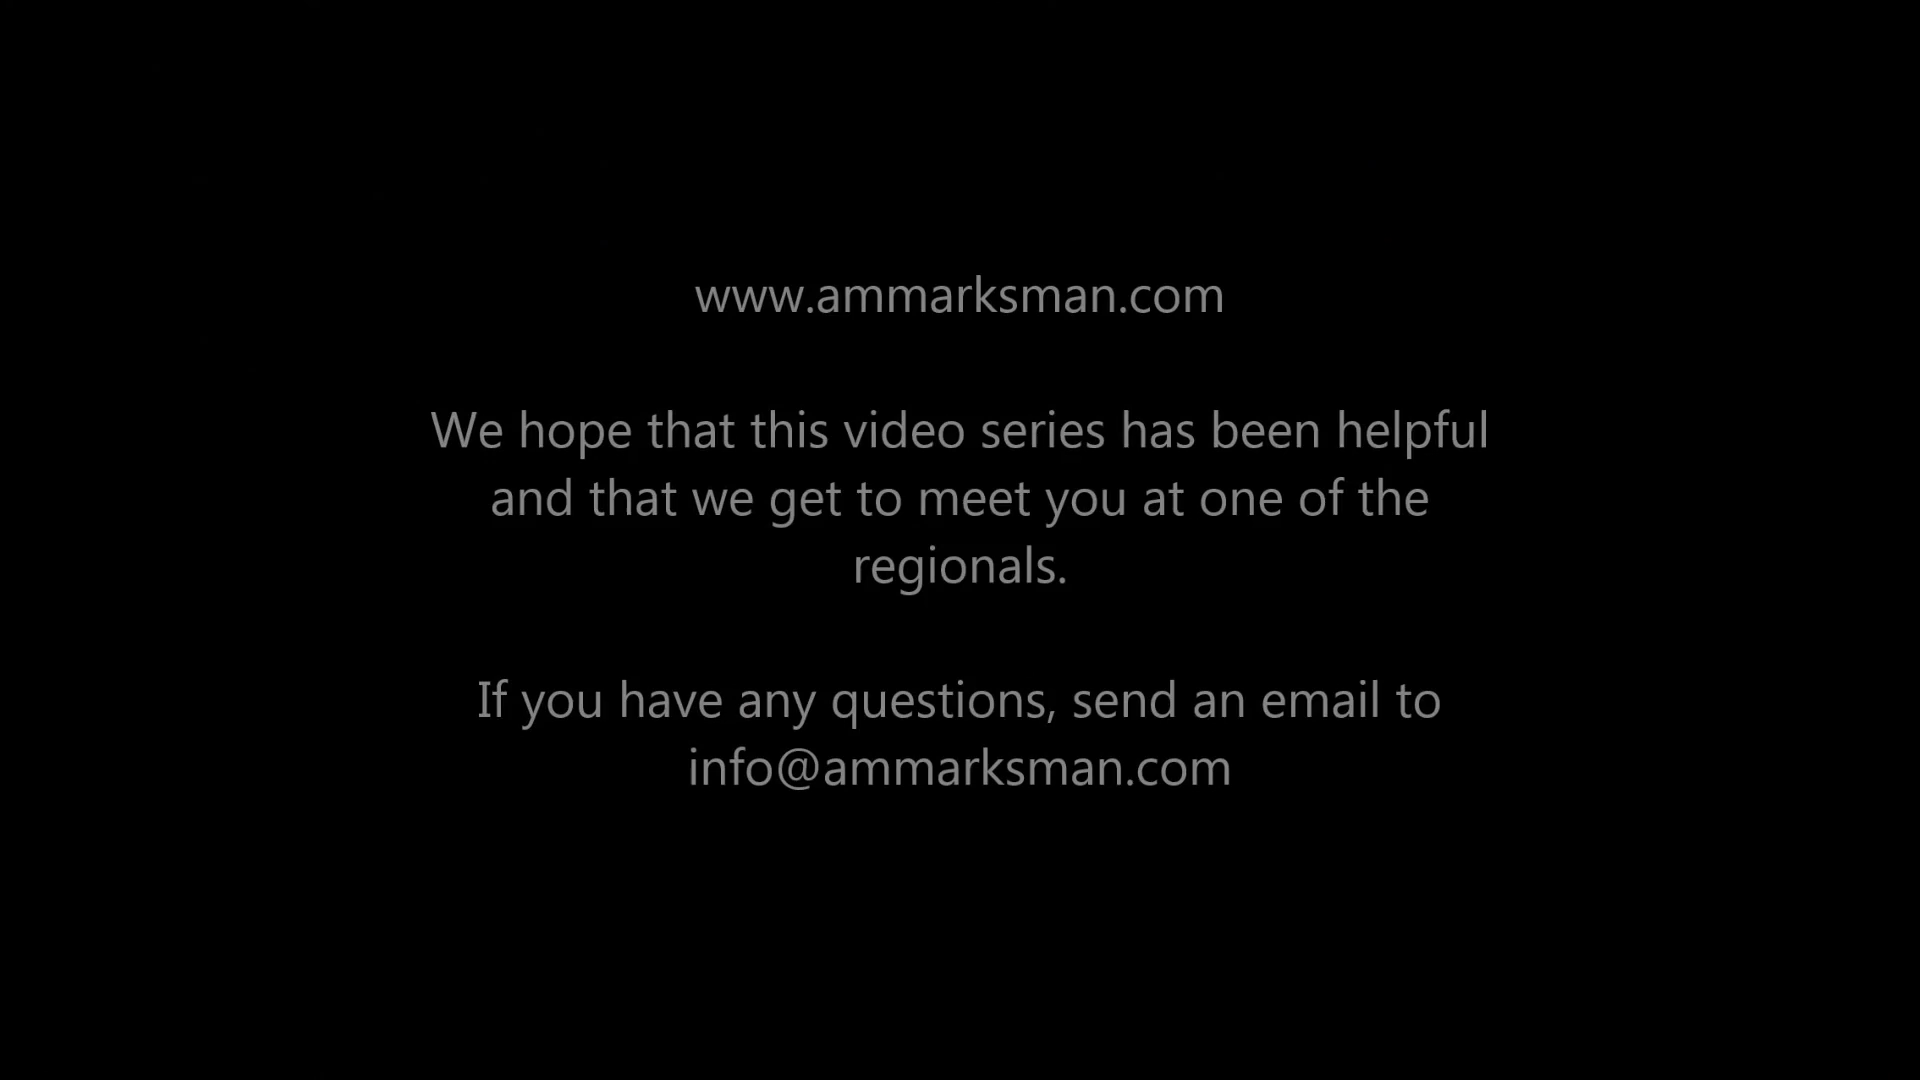 www.ammarksman.com
We hope that this video series has been helpful
and that we get to meet you at one of the
regionals.
If you have any questions, send an email to
info@ammarksman.com